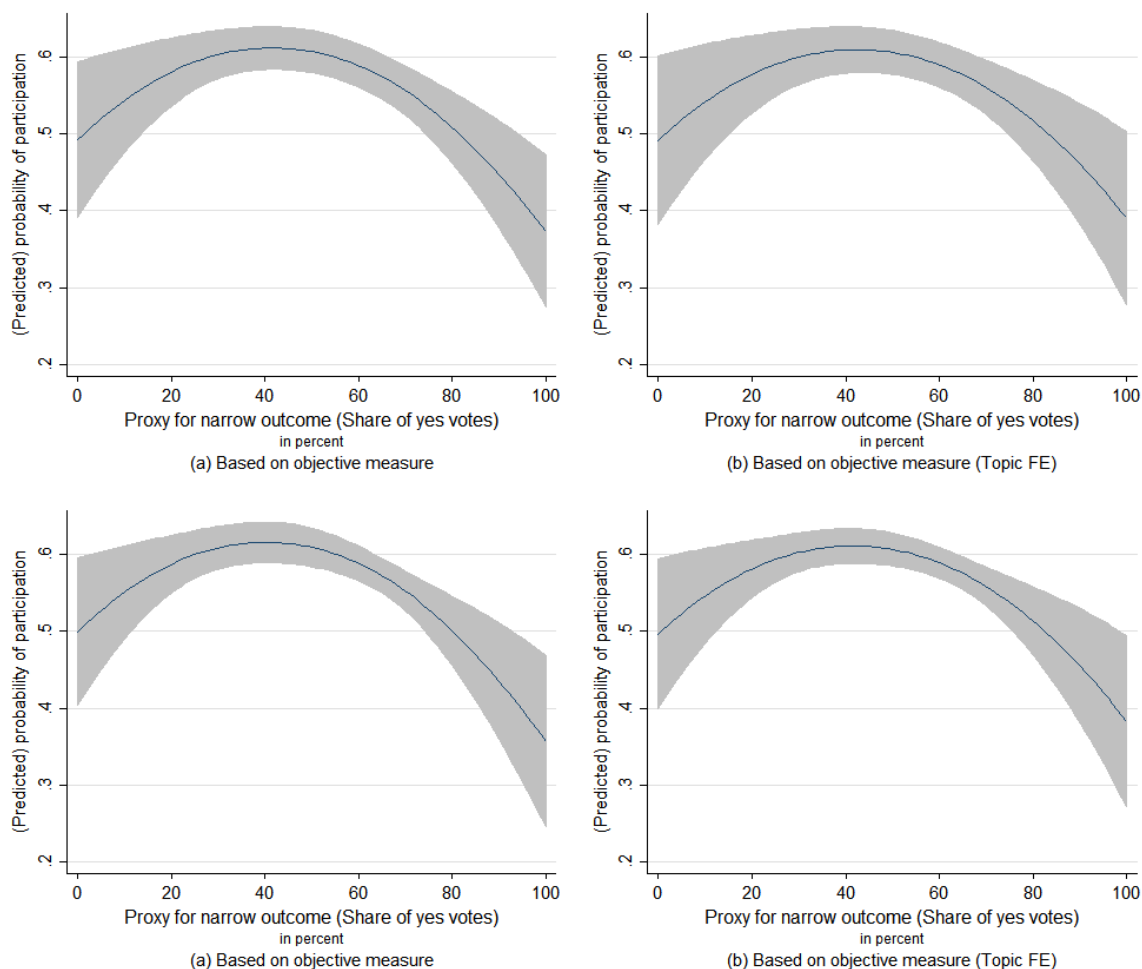 (Predicted) probability of participation
.6
.5
.4
.3
.2
0 20 40 60 80 100
Proxy for narrow outcome (Share of yes votes)
in percent
(a) Based on objective measure
(Predicted) probability of participation
.6
.5
.4
.3
.2
0 20 40 60 80 100
Proxy for narrow outcome (Share of yes votes)
in percent
(b) Based on objective measure (Topic FE)
(Predicted) probability of participation
.6
.5
.4
.3
.2
0 20 40 60 80 100
Proxy for narrow outcome (Share of yes votes)
in percent
(a) Based on objective measure
(Predicted) probability of participation
.6
.5
.4
.3
.2
0 20 40 60 80 100
Proxy for narrow outcome (Share of yes votes)
in percent
(b) Based on objective measure (Topic FE)